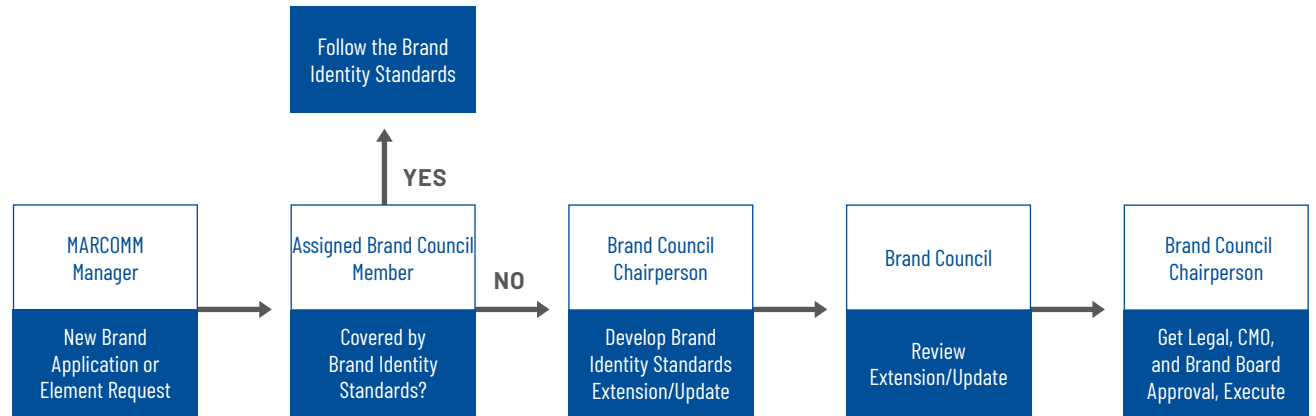 Follow the Brand
Identity Standards
YES
MARCOMM
Manager
New Brand
Application or
Element Request
Assigned Brand Council
Member
Covered by
Brand Identity
Standards?
NO
Brand Council
Chairperson
Develop Brand
Identity Standards
Extension/Update
Brand Council
Review
Extension/Update
Brand Council
Chairperson
Get Legal, CMO,
and Brand Board
Approval, Execute